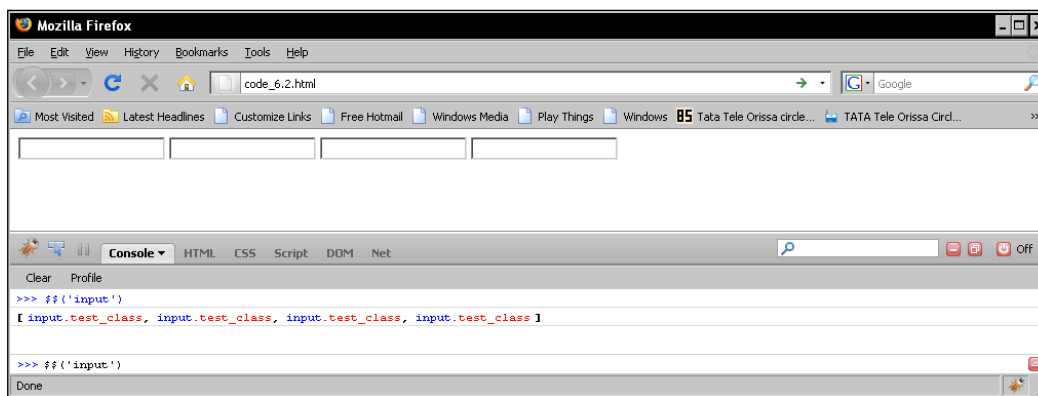 Mozilla Firefox
File Edit View History Bookmarks Tools Help
code_6.2.html
G Google
Most Visited Latest Headlines Customize Links Free Hotmail Windows Media Play Things Windows 85 Tata Tele Orissa circle... TATA Tele Orissa Circl... »
Console HTML CSS Script DOM Net Off
Clear Profile
>>> $$('input')
[ input.test_class, input.test_class, input.test_class, input.test_class ]
>>> $$('input')
Done